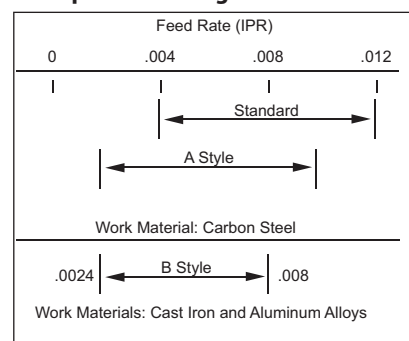 Feed Rate (IPR)
0 .004 .008 .012
Standard
A Style
Work Material: Carbon Steel
.0024 B Style .008
Work Materials: Cast Iron and Aluminum Alloys